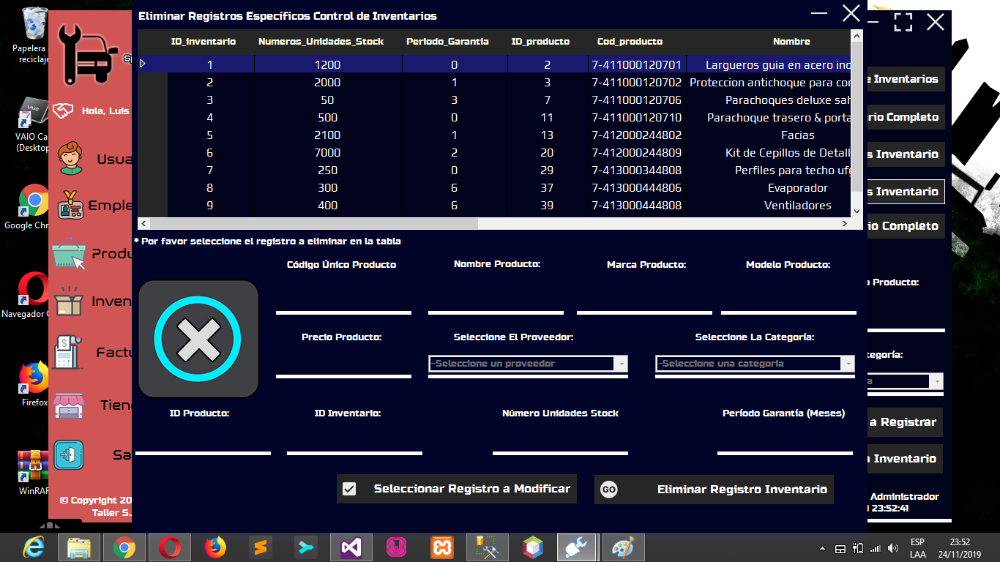 Eliminar Registros Específicos Control de Inventarios
ID_inventario Numeros_Unidades_Stock Periodo_Garantia ID_producto Cod_producto Nombre
1 1200 0 2 7-411000120701 Largueros guia en acero ino
2 2000 1 3 7-411000120702 Proteccion antichoque para con
3 50 3 7 7-411000120706 Parachoques deluxe sah
4 500 0 11 7-411000120710 Parachoque trasero & porta
5 2100 1 13 7-412000244802 Facias
6 7000 2 20 7-412000244809 Kit de Cepillos de Detall
7 250 0 29 7-413000344808 Perfiles para techo ufg
8 300 6 37 7-413000444806 Evaporador
9 400 6 39 7-413000444808 Ventiladores
* Por favor seleccione el registro a eliminar en la tabla
Código Único Producto
Nombre Producto:
Marca Producto:
Modelo Producto:
Precio Producto:
Seleccione El Proveedor:
-Seleccione un proveedor
Seleccione La Categoría:
-Seleccione una categoria
ID Producto:
ID Inventario:
Número Unidades Stock
Período Garantía (Meses)
Seleccionar Registro a Modificar
GO Eliminar Registro Inventario
Papelera
reciclaje
VAIO Ca
(Desktop
Google Chr
Navegador
Firefox
WinRAR
Sp
Hola, Luis
Usua
Emple
Produ
Inven
Factu
Tien
Sa
© Copyright 20
Taller S.
e Inventarios
rio Completo
s Inventario
s Inventario
io Completo
o Producto:
tegoría:
a
a Registrar
n Inventario
Administrador
23:52:41
ESP
LAA
23:52
24/11/2019